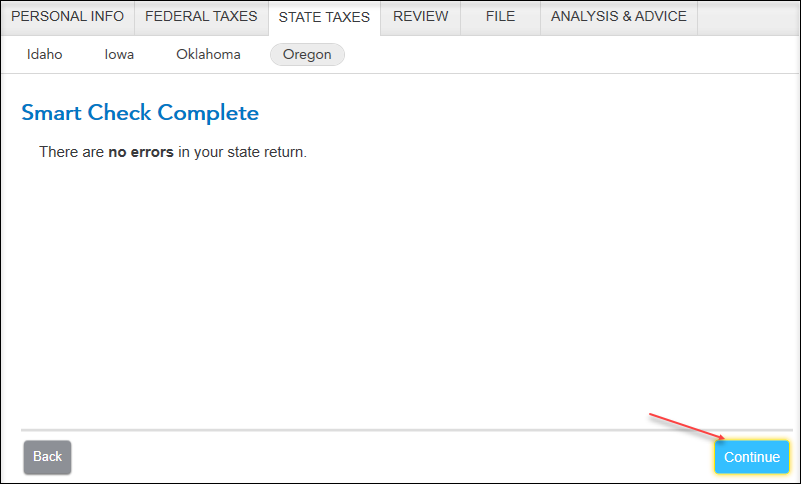 PERSONAL INFO FEDERAL TAXES STATE TAXES REVIEW FILE ANALYSIS & ADVICE
Idaho Iowa Oklahoma Oregon
Smart Check Complete
There are no errors in your state return.
Back Continue